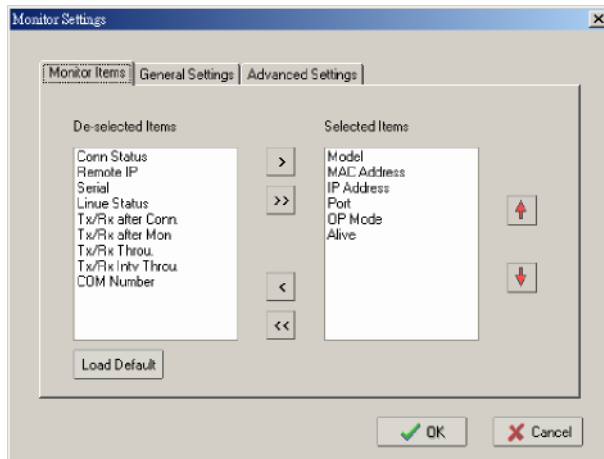 Monitor Settings
Monitor Items General Settings Advanced Settings
De-selected Items
Conn Status
Remote IP
Serial
Linue Status
Tx/Rx after Conn.
Tx/Rx after Mon
Tx/Rx Throu.
Tx/Rx Intv Throu.
COM Number
>
>>
<
<<
Selected Items
Model
MAC Address
IP Address
Port
OP Mode
Alive
Load Default
OK Cancel